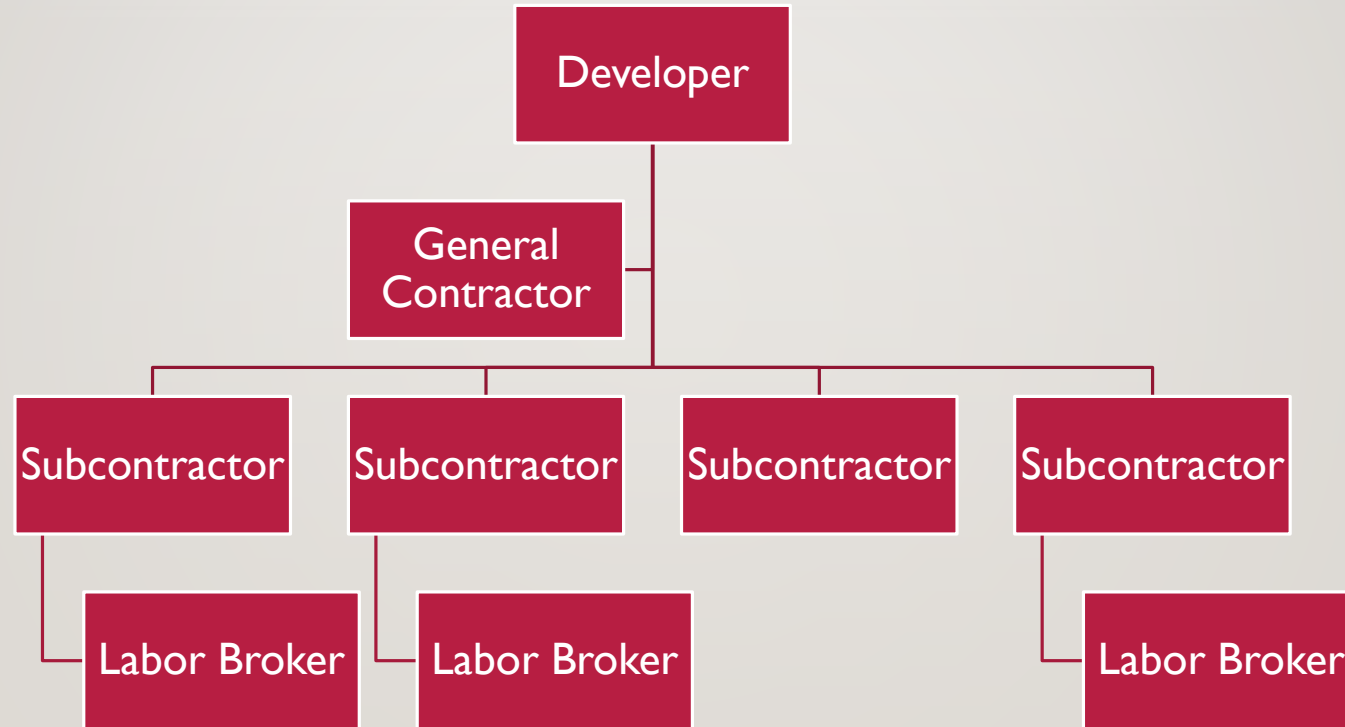 Developer
General
Contractor
Subcontractor
Subcontractor
Subcontractor
Subcontractor
Labor Broker
Labor Broker
Labor Broker